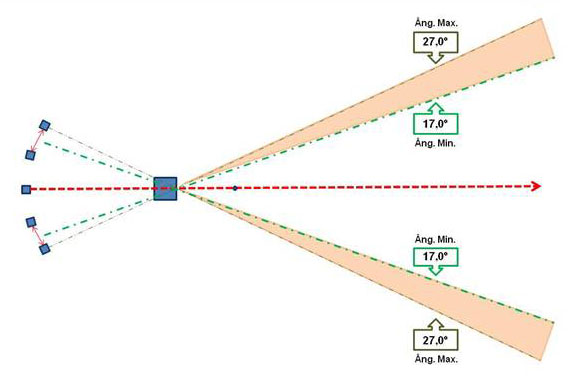 Âng. Max.
27,0°
17,0°
Âng. Min.
Âng. Min.
17,0°
27,0°
Âng. Max.